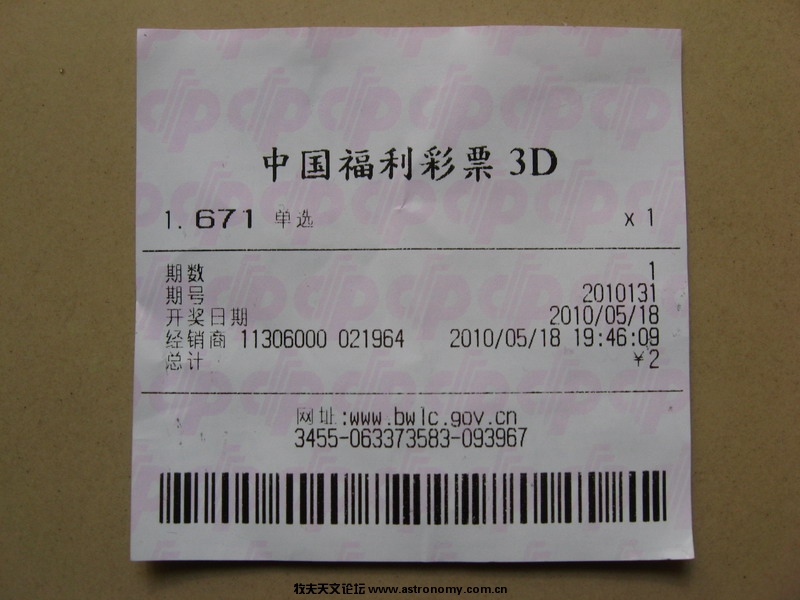 中国福利彩票 3D
1. 671 单选 x 1
期数 1
期号 2010131
开奖日期 2010/05/18
经销商 11306000 021964 2010/05/18 19:46:09
总计 ¥2
网址:www.bwlc.gov.cn
3455-063373583-093967
牧夫天文论坛 www.astronomy.com.cn